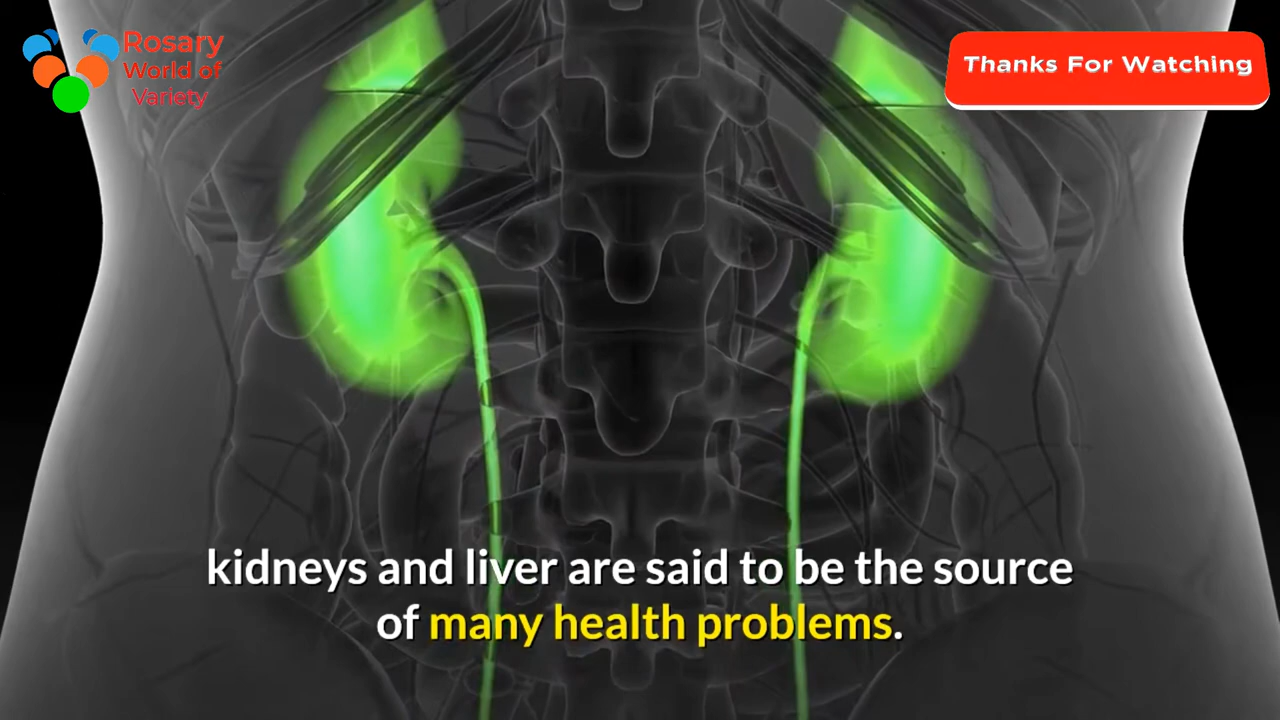 Rosary
World of
Variety
Thanks For Watching
kidneys and liver are said to be the source
of many health problems.